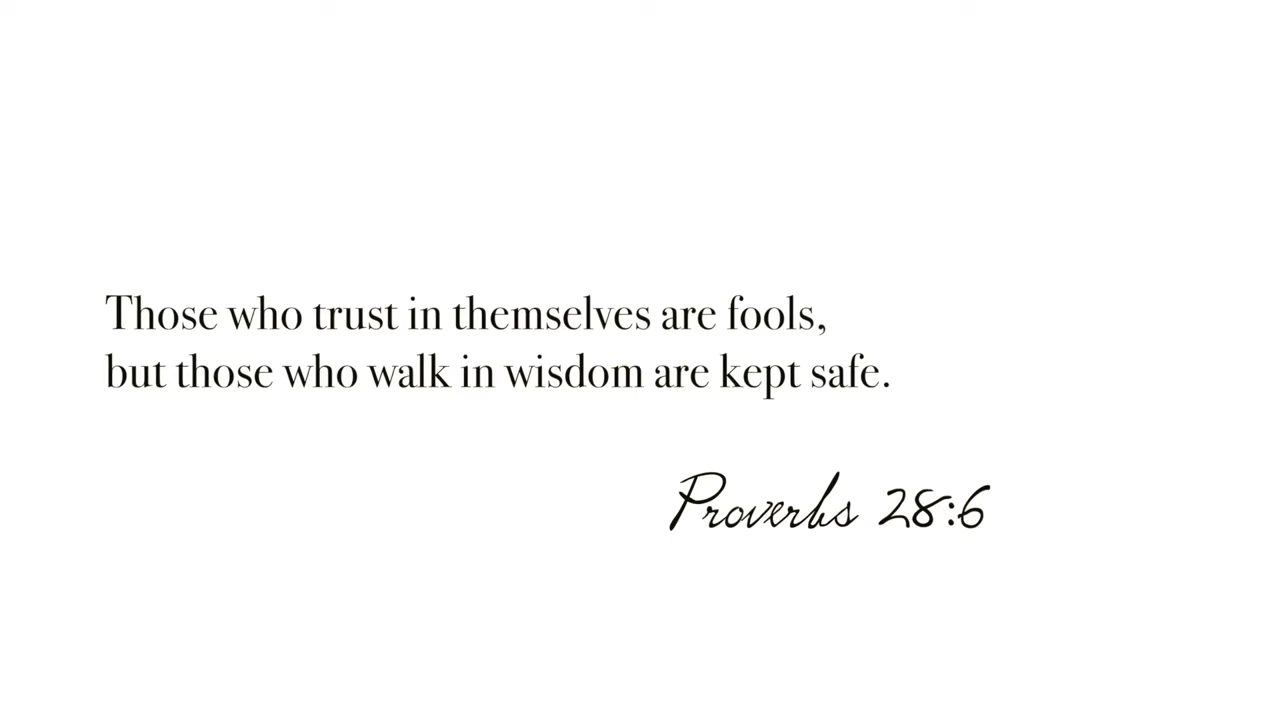 Those who trust in themselves are fools,
but those who walk in wisdom are kept safe.
Proverbs 28:6